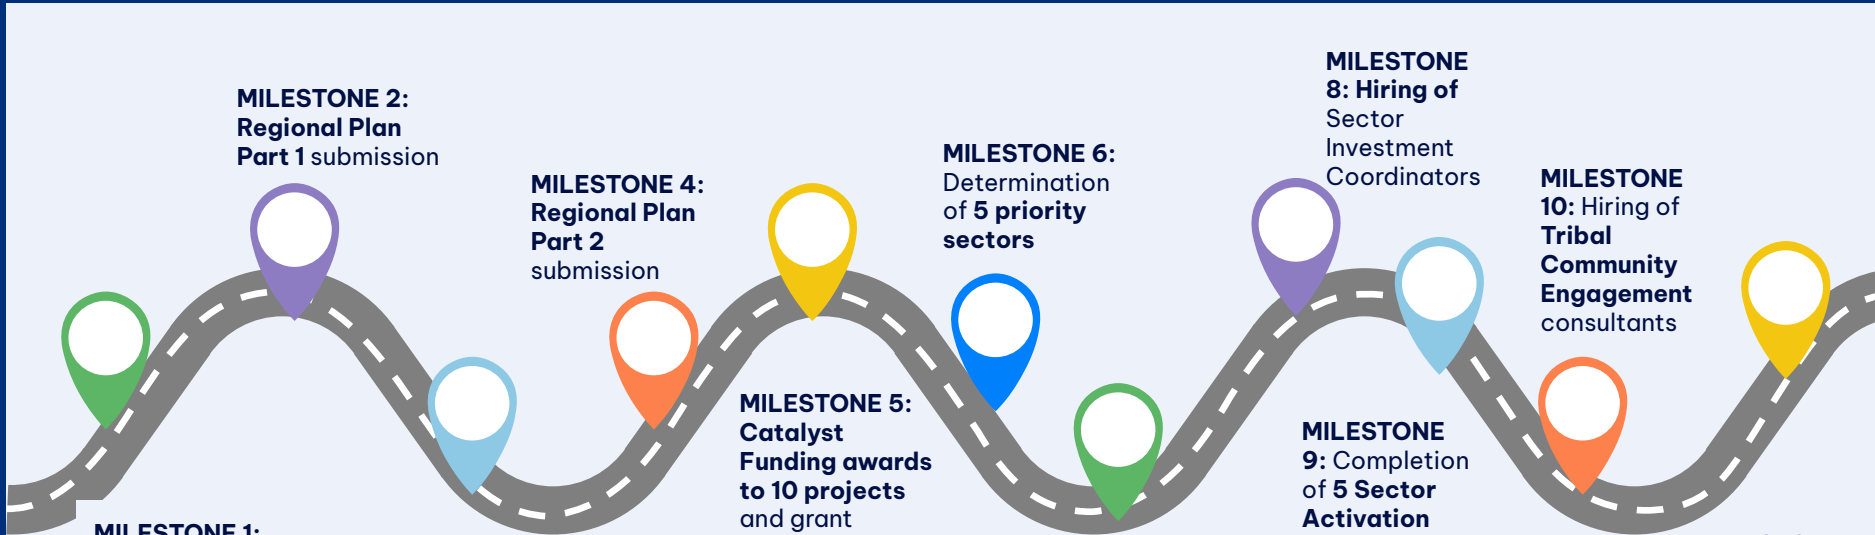 MILESTONE 2:
Regional Plan
Part 1 submission
MILESTONE 4:
Regional Plan
Part 2
submission
MILESTONE 6:
Determination
of 5 priority
sectors
MILESTONE
8: Hiring of
Sector
Investment
Coordinators
MILESTONE
10: Hiring of
Tribal
Community
Engagement
consultants
MILESTONE 1:
MILESTONE 5:
Catalyst
Funding awards
to 10 projects
and grant
MILESTONE
9: Completion
of 5 Sector
Activation